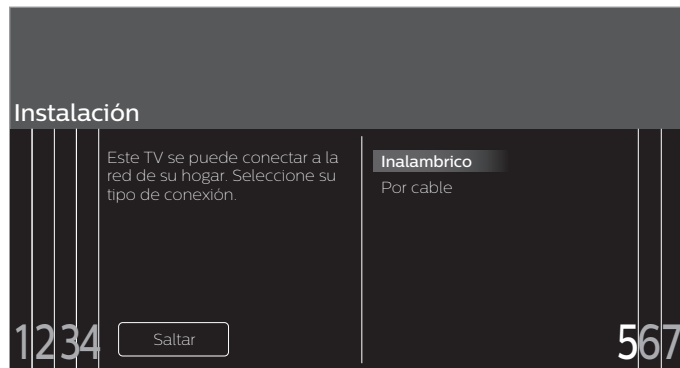 Instalación
Este TV se puede conectar a la
red de su hogar. Seleccione su
tipo de conexión.
Inalambrico
Por cable
Saltar
1234
567